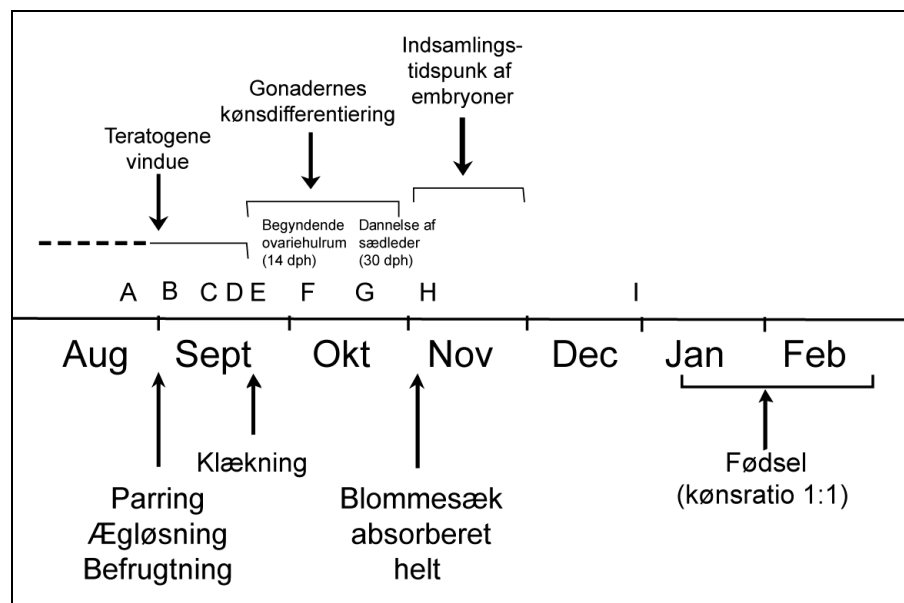 Indsamlings-
tidspunk af
embryoner
Gonadernes
kønsdifferentiering
Teratogene
vindue
Begyndende
ovariehulrum
(14 dph)
Dannelse af
sædleder
(30 dph)
A B C D E F G H I
Aug Sept Okt Nov Dec Jan Feb
Klækning
Parring
Ægløsning
Befrugtning
Blommesæk
absorberet
helt
Fødsel
(kønsratio 1:1)